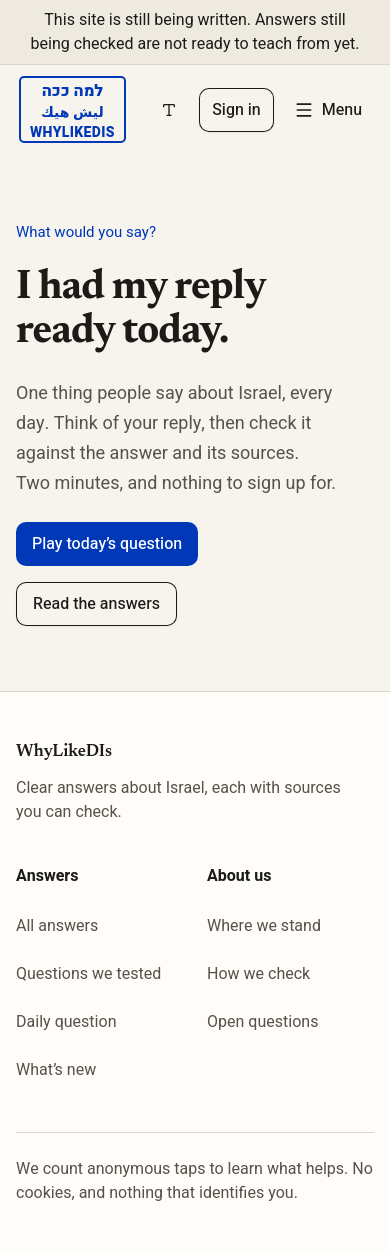 This site is still being written. Answers still
being checked are not ready to teach from yet.
למה ככה
ليش هيك
WHYLIKEDIS
T
Sign in
Menu
What would you say?
I had my reply
ready today.
One thing people say about Israel, every
day. Think of your reply, then check it
against the answer and its sources.
Two minutes, and nothing to sign up for.
Play today’s question
Read the answers
WhyLikeDIs
Clear answers about Israel, each with sources
you can check.
Answers
About us
All answers
Where we stand
Questions we tested
How we check
Daily question
Open questions
What’s new
We count anonymous taps to learn what helps. No
cookies, and nothing that identifies you.